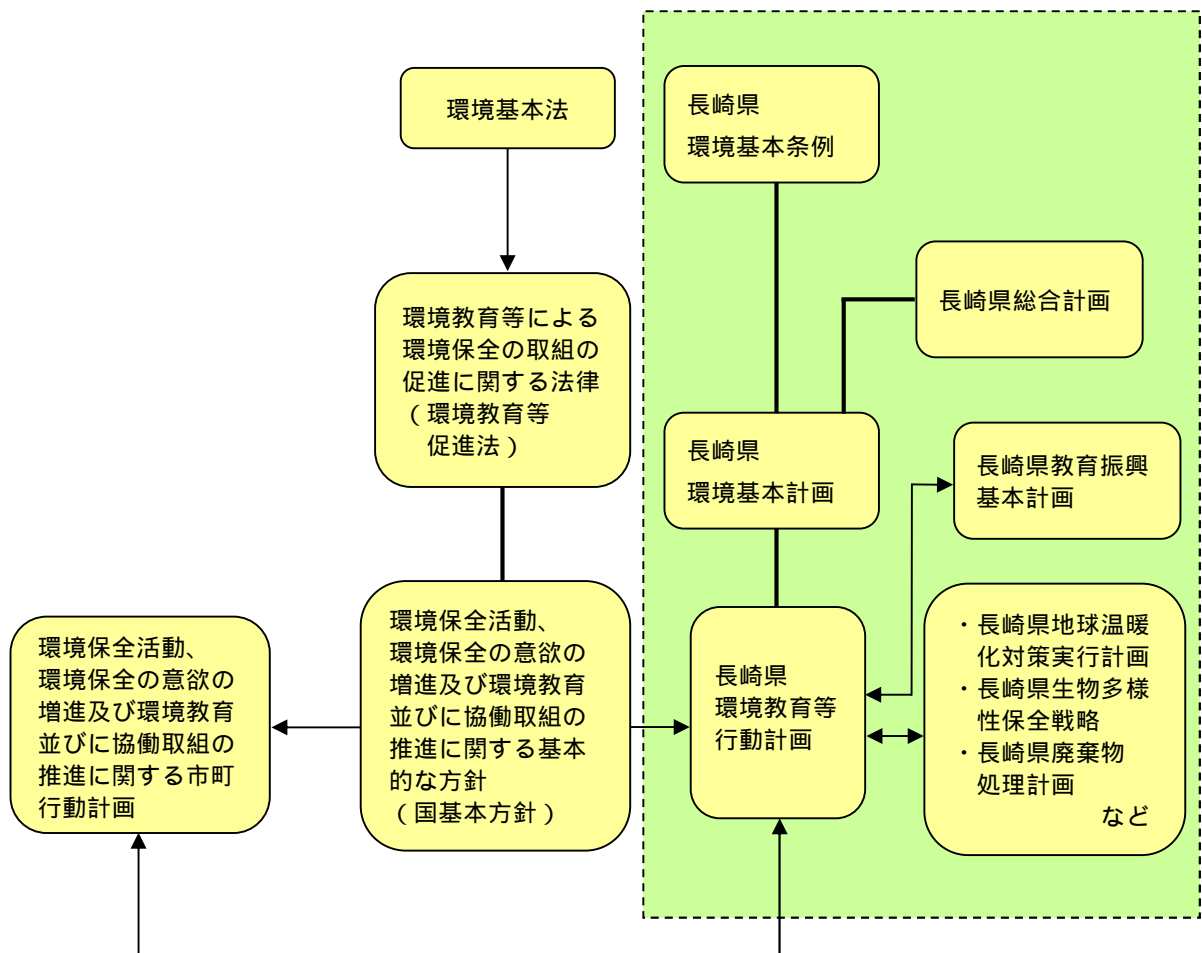 環境基本法
長崎県
環境基本条例
長崎県総合計画
環境教育等による
環境保全の取組の
促進に関する法律
（環境教育等
促進法）
長崎県
環境基本計画
長崎県教育振興
基本計画
環境保全活動、
環境保全の意欲の
増進及び環境教育
並びに協働取組の
推進に関する市町
行動計画
環境保全活動、
環境保全の意欲の
増進及び環境教育
並びに協働取組の
推進に関する基本
的な方針
（国基本方針）
長崎県
環境教育等
行動計画
・長崎県地球温暖
化対策実行計画
・長崎県生物多様
性保全戦略
・長崎県廃棄物
処理計画
など